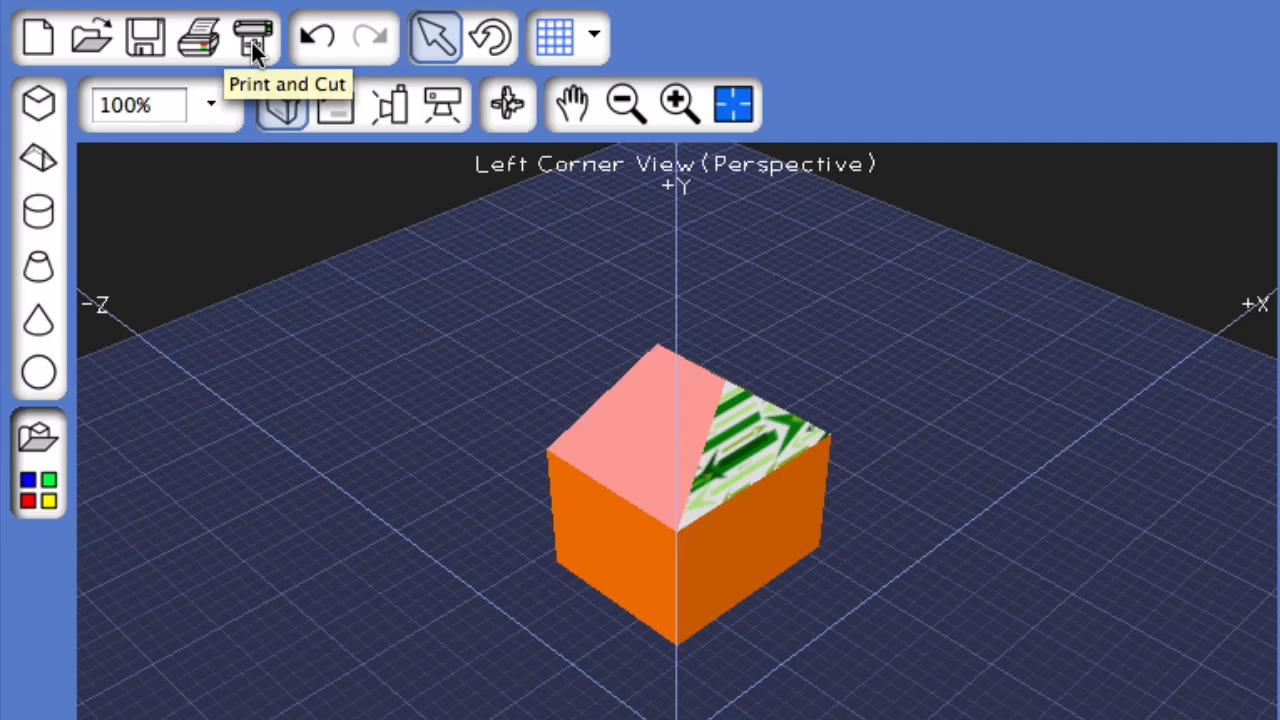 Print and Cut
100%
Left Corner View(Perspective)
+Y
-Z
+X